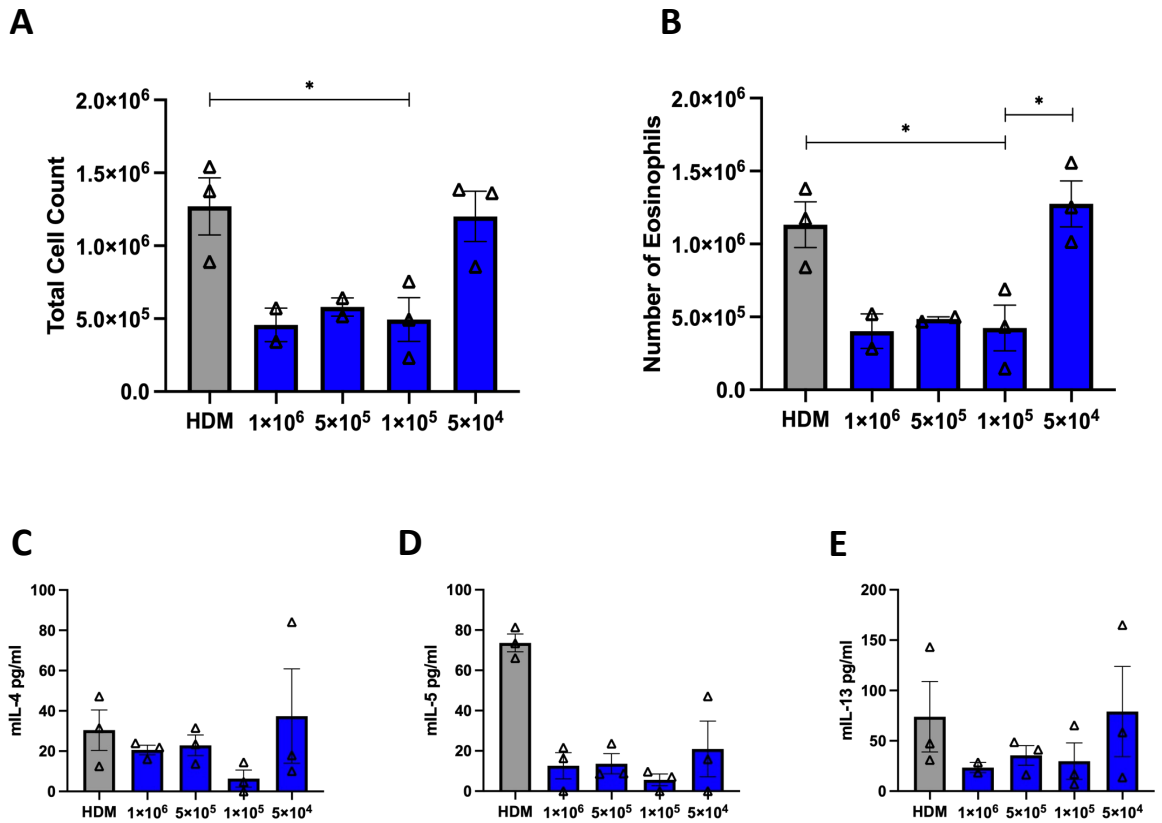 A
Total Cell Count
2.0×10⁶
1.5×10⁶
1.0×10⁶
5.0×10⁵
0.0
*
HDM 1×10⁶ 5×10⁵ 1×10⁵ 5×10⁴
B
Number of Eosinophils
2.0×10⁶
1.5×10⁶
1.0×10⁶
5.0×10⁵
0.0
*
*
HDM 1×10⁶ 5×10⁵ 1×10⁵ 5×10⁴
C
mIL-4 pg/ml
100
80
60
40
20
0
HDM 1×10⁶ 5×10⁵ 1×10⁵ 5×10⁴
D
mIL-5 pg/ml
100
80
60
40
20
0
HDM 1×10⁶ 5×10⁵ 1×10⁵ 5×10⁴
E
mIL-13 pg/ml
200
150
100
50
0
HDM 1×10⁶ 5×10⁵ 1×10⁵ 5×10⁴